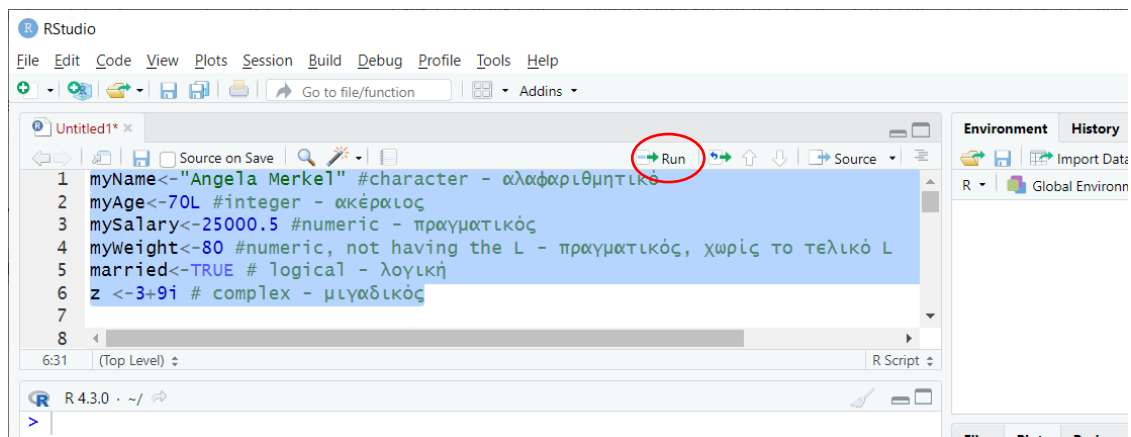 RStudio
File Edit Code View Plots Session Build Debug Profile Tools Help
Go to file/function Addins
Untitled1*
Source on Save Run Source
1 myName<-"Angela Merkel" #character - αλαφαριθμητικό
2 myAge<-70L #integer - ακέραιος
3 mySalary<-25000.5 #numeric - πραγματικός
4 myWeight<-80 #numeric, not having the L - πραγματικός, χωρίς το τελικό L
5 married<-TRUE # logical - λογική
6 z <-3+9i # complex - μιγαδικός
7
8
6:31 (Top Level) R Script
R 4.3.0 · ~/
>
Environment History
Import Data
R Global Environm